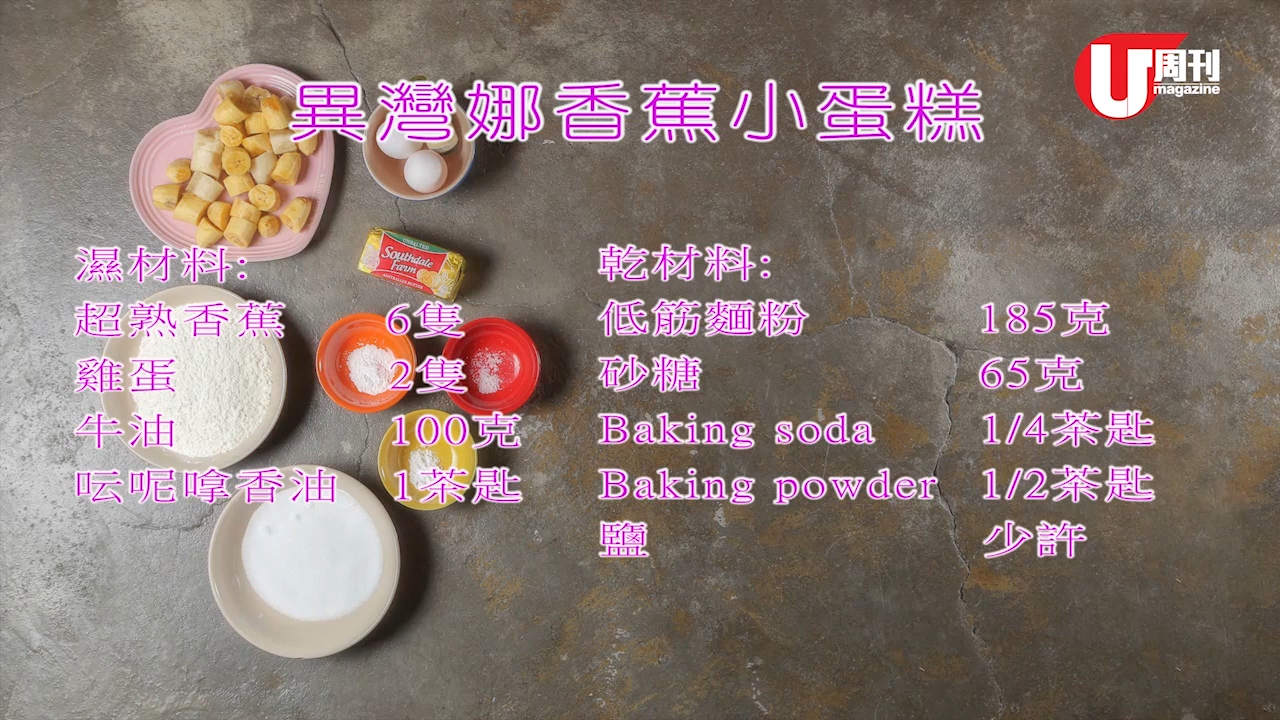 異灣娜香蕉小蛋糕
U周刊
magazine
濕材料:
超熟香蕉 6隻
雞蛋 2隻
牛油 100克
呍呢嗱香油 1茶匙
乾材料:
低筋麵粉 185克
砂糖 65克
Baking soda 1/4茶匙
Baking powder 1/2茶匙
鹽 少許
UNSALTED
Southdale
Farm
AUSTRALIAN BUTTER